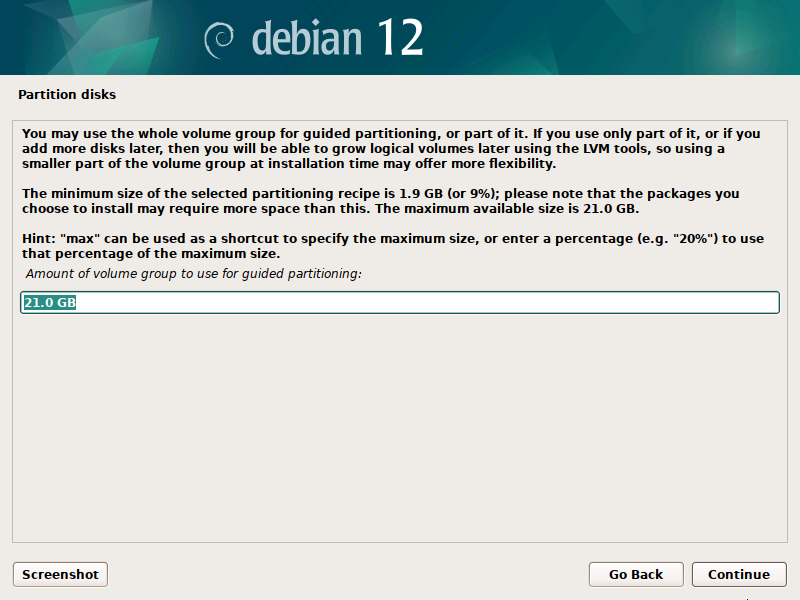 debian 12
Partition disks
You may use the whole volume group for guided partitioning, or part of it. If you use only part of it, or if you
add more disks later, then you will be able to grow logical volumes later using the LVM tools, so using a
smaller part of the volume group at installation time may offer more flexibility.
The minimum size of the selected partitioning recipe is 1.9 GB (or 9%); please note that the packages you
choose to install may require more space than this. The maximum available size is 21.0 GB.
Hint: "max" can be used as a shortcut to specify the maximum size, or enter a percentage (e.g. "20%") to use
that percentage of the maximum size.
Amount of volume group to use for guided partitioning:
21.0 GB
Screenshot
Go Back
Continue